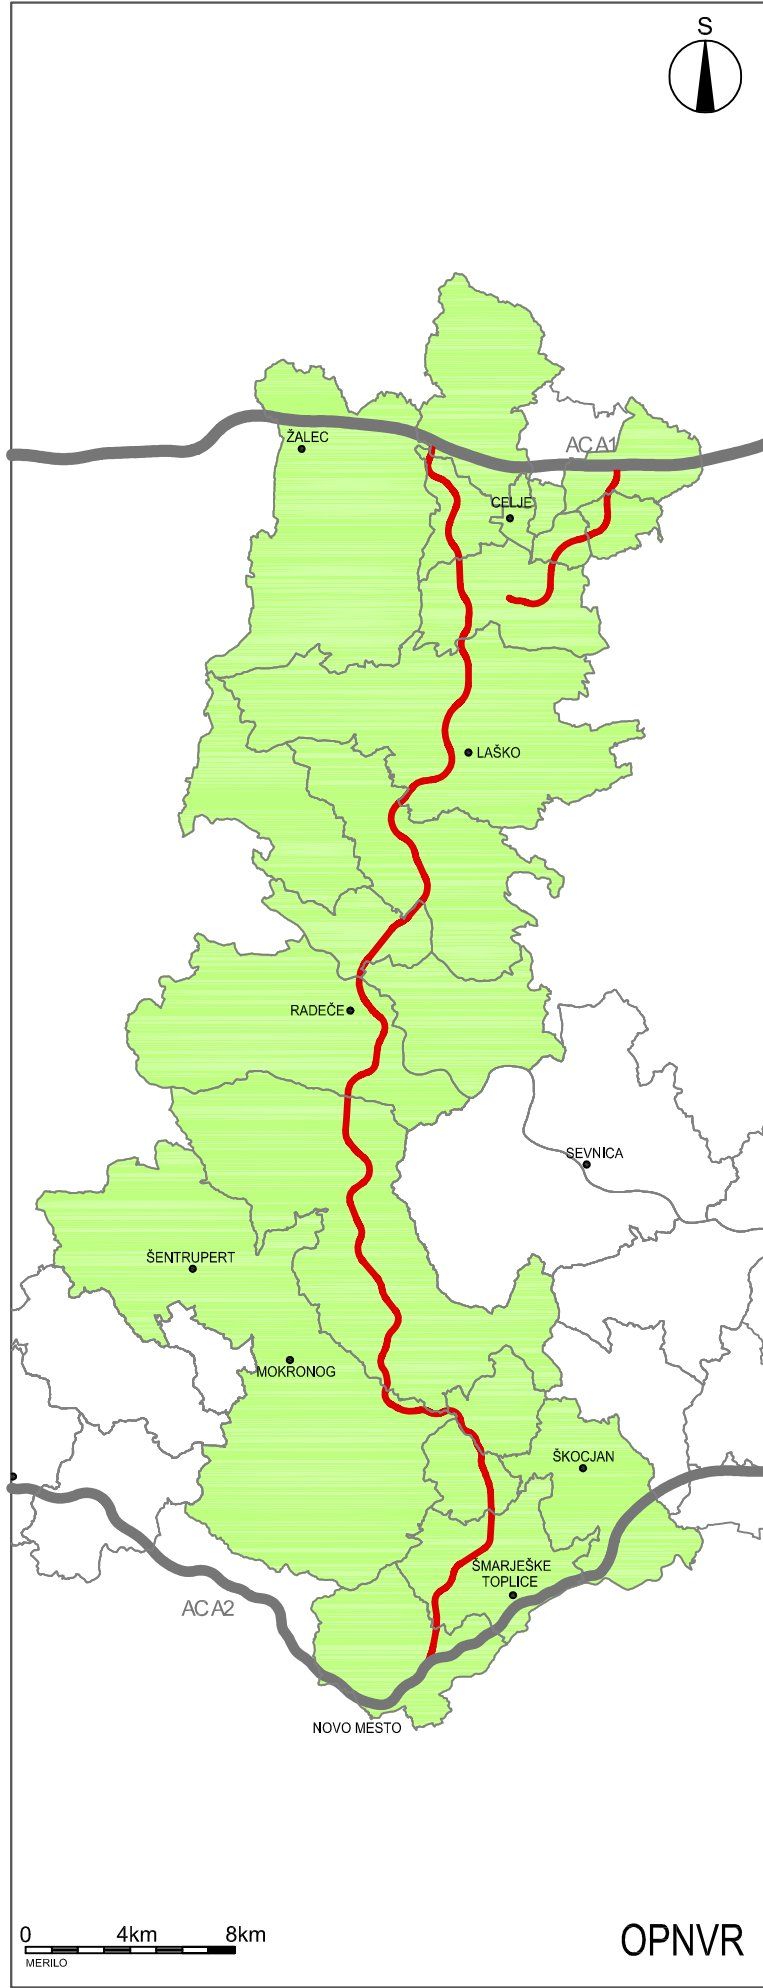 S
AC A1
ŽALEC
CELJE
LAŠKO
RADEČE
SEVNICA
ŠENTRUPERT
MOKRONOG
ŠKOCJAN
ŠMARJEŠKE
TOPLICE
AC A2
NOVO MESTO
0 4km 8km
MERILO
OPNVR